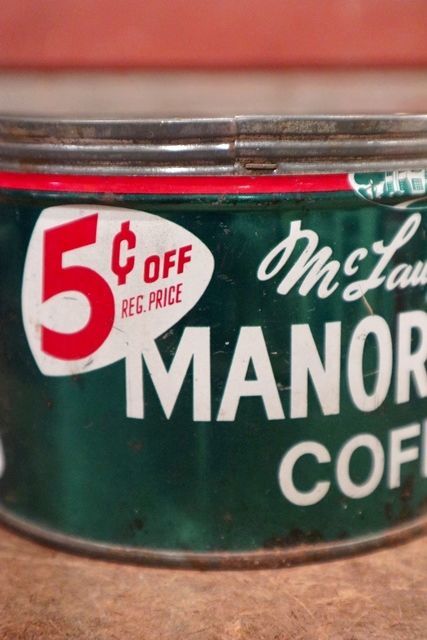 5¢ OFF
REG. PRICE
McLau
MANOR
COF